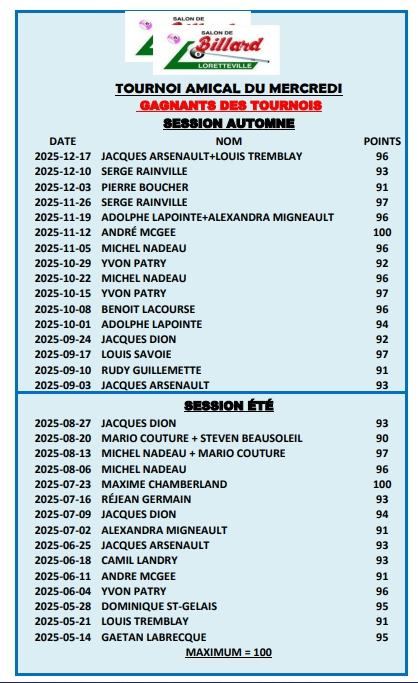 SALON DE
SALON DE
Billard
LORETTEVILLE
TOURNOI AMICAL DU MERCREDI
GAGNANTS DES TOURNOIS
SESSION AUTOMNE
DATE NOM POINTS
2025-12-17 JACQUES ARSENAULT+LOUIS TREMBLAY 96
2025-12-10 SERGE RAINVILLE 93
2025-12-03 PIERRE BOUCHER 91
2025-11-26 SERGE RAINVILLE 97
2025-11-19 ADOLPHE LAPOINTE+ALEXANDRA MIGNEAULT 96
2025-11-12 ANDRÉ MCGEE 100
2025-11-05 MICHEL NADEAU 96
2025-10-29 YVON PATRY 92
2025-10-22 MICHEL NADEAU 96
2025-10-15 YVON PATRY 97
2025-10-08 BENOIT LACOURSE 96
2025-10-01 ADOLPHE LAPOINTE 94
2025-09-24 JACQUES DION 92
2025-09-17 LOUIS SAVOIE 97
2025-09-10 RUDY GUILLEMETTE 91
2025-09-03 JACQUES ARSENAULT 93
SESSION ÉTÉ
2025-08-27 JACQUES DION 93
2025-08-20 MARIO COUTURE + STEVEN BEAUSOLEIL 90
2025-08-13 MICHEL NADEAU + MARIO COUTURE 97
2025-08-06 MICHEL NADEAU 96
2025-07-23 MAXIME CHAMBERLAND 100
2025-07-16 RÉJEAN GERMAIN 93
2025-07-09 JACQUES DION 94
2025-07-02 ALEXANDRA MIGNEAULT 91
2025-06-25 JACQUES ARSENAULT 93
2025-06-18 CAMIL LANDRY 93
2025-06-11 ANDRE MCGEE 91
2025-06-04 YVON PATRY 96
2025-05-28 DOMINIQUE ST-GELAIS 95
2025-05-21 LOUIS TREMBLAY 91
2025-05-14 GAETAN LABRECQUE 95
MAXIMUM = 100